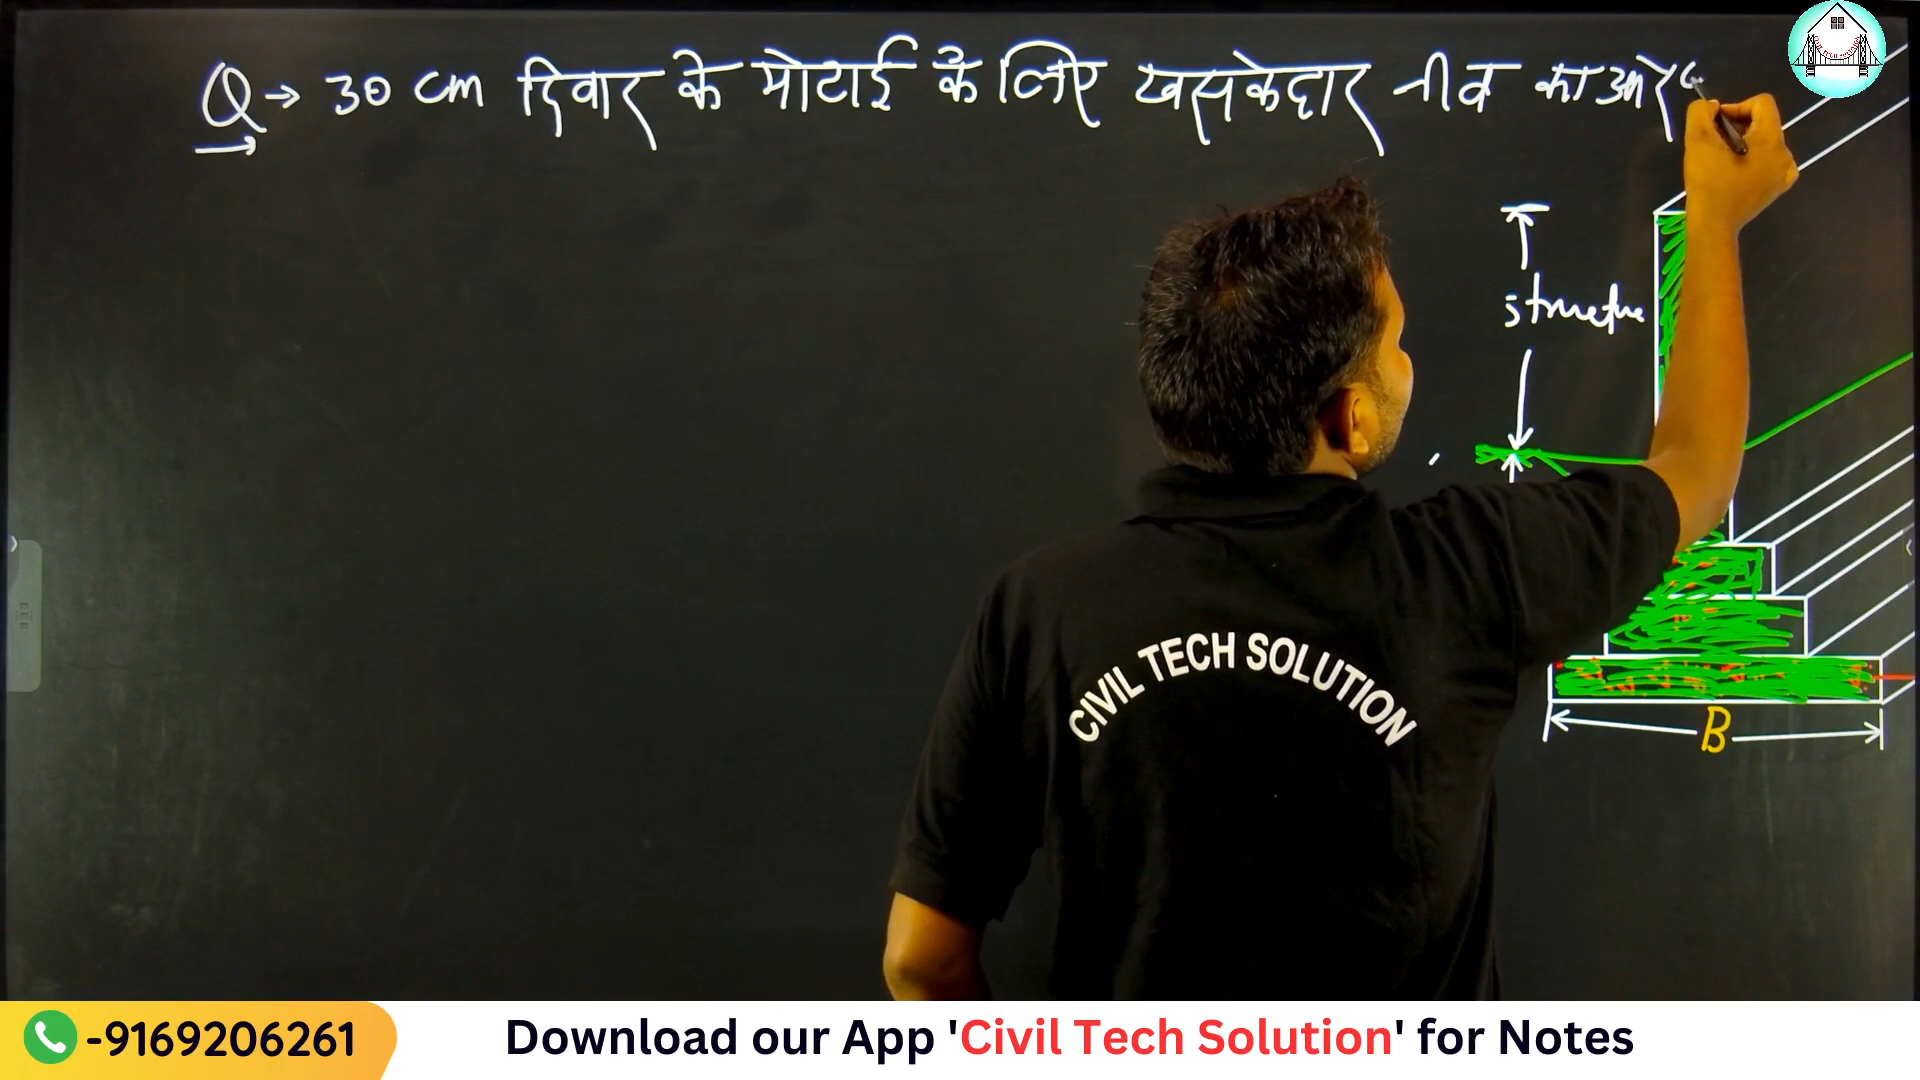 Q → 30 cm दिवार के मोटाई के लिए खसकेदार नीव का आरे
structure
B
CIVIL TECH SOLUTION
-9169206261
Download our App 'Civil Tech Solution' for Notes